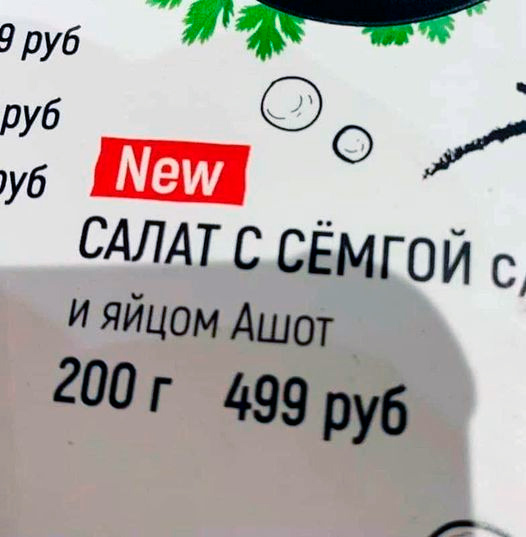 9 руб
руб
руб
New
САЛАТ С СЁМГОЙ
и яйцом Ашот
200 г 499 руб